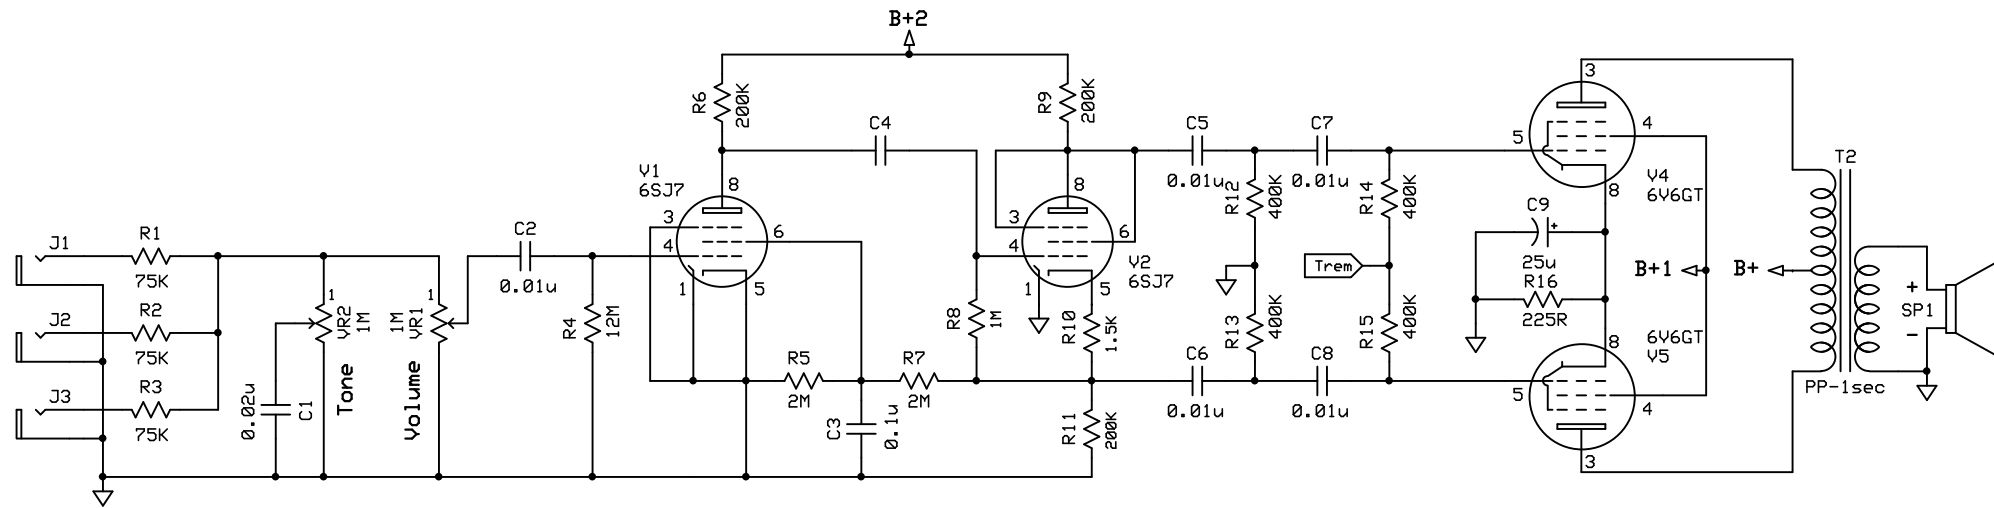 B+2
R6
200K
R9
200K
C4
V1
6SJ7
8
3
4
6
1
5
8
3
4
6
1
5
V2
6SJ7
C5
0.01u
C7
0.01u
R12
400K
R14
400K
3
5
4
8
V4
6V6GT
T2
J1
R1
75K
J2
R2
75K
J3
R3
75K
0.02u
C1
1
VR2
1M
Tone
1
1M
VR1
Volume
C2
0.01u
R4
12M
R5
2M
R7
2M
C3
0.1u
R8
1M
R10
1.5K
R11
200K
Trem
R13
400K
R15
400K
C6
0.01u
C8
0.01u
C9
+
25u
R16
225R
B+1
B+
6V6GT
V5
8
5
4
3
PP-1sec
+
SP1
-